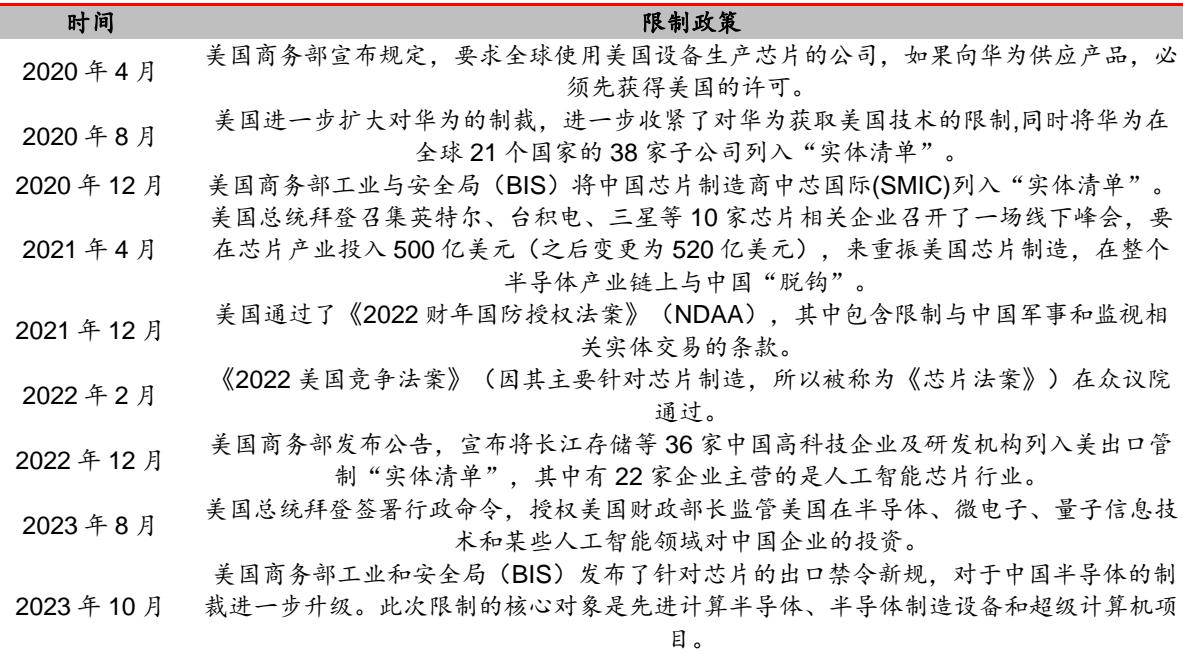 时间 限制政策
2020 年 4 月 美国商务部宣布规定，要求全球使用美国设备生产芯片的公司，如果向华为供应产品，必
须先获得美国的许可。
2020 年 8 月 美国进一步扩大对华为的制裁，进一步收紧了对华为获取美国技术的限制,同时将华为在
全球 21 个国家的 38 家子公司列入“实体清单”。
2020 年 12 月 美国商务部工业与安全局（BIS）将中国芯片制造商中芯国际(SMIC)列入“实体清单”。
美国总统拜登召集英特尔、台积电、三星等 10 家芯片相关企业召开了一场线下峰会，要
2021 年 4 月 在芯片产业投入 500 亿美元（之后变更为 520 亿美元），来重振美国芯片制造，在整个
半导体产业链上与中国“脱钩”。
2021 年 12 月 美国通过了《2022 财年国防授权法案》（NDAA），其中包含限制与中国军事和监视相
关实体交易的条款。
2022 年 2 月 《2022 美国竞争法案》（因其主要针对芯片制造，所以被称为《芯片法案》）在众议院
通过。
2022 年 12 月 美国商务部发布公告，宣布将长江存储等 36 家中国高科技企业及研发机构列入美出口管
制“实体清单”，其中有 22 家企业主营的是人工智能芯片行业。
2023 年 8 月 美国总统拜登签署行政命令，授权美国财政部长监管美国在半导体、微电子、量子信息技
术和某些人工智能领域对中国企业的投资。
美国商务部工业和安全局（BIS）发布了针对芯片的出口禁令新规，对于中国半导体的制
2023 年 10 月 裁进一步升级。此次限制的核心对象是先进计算半导体、半导体制造设备和超级计算机项
目。